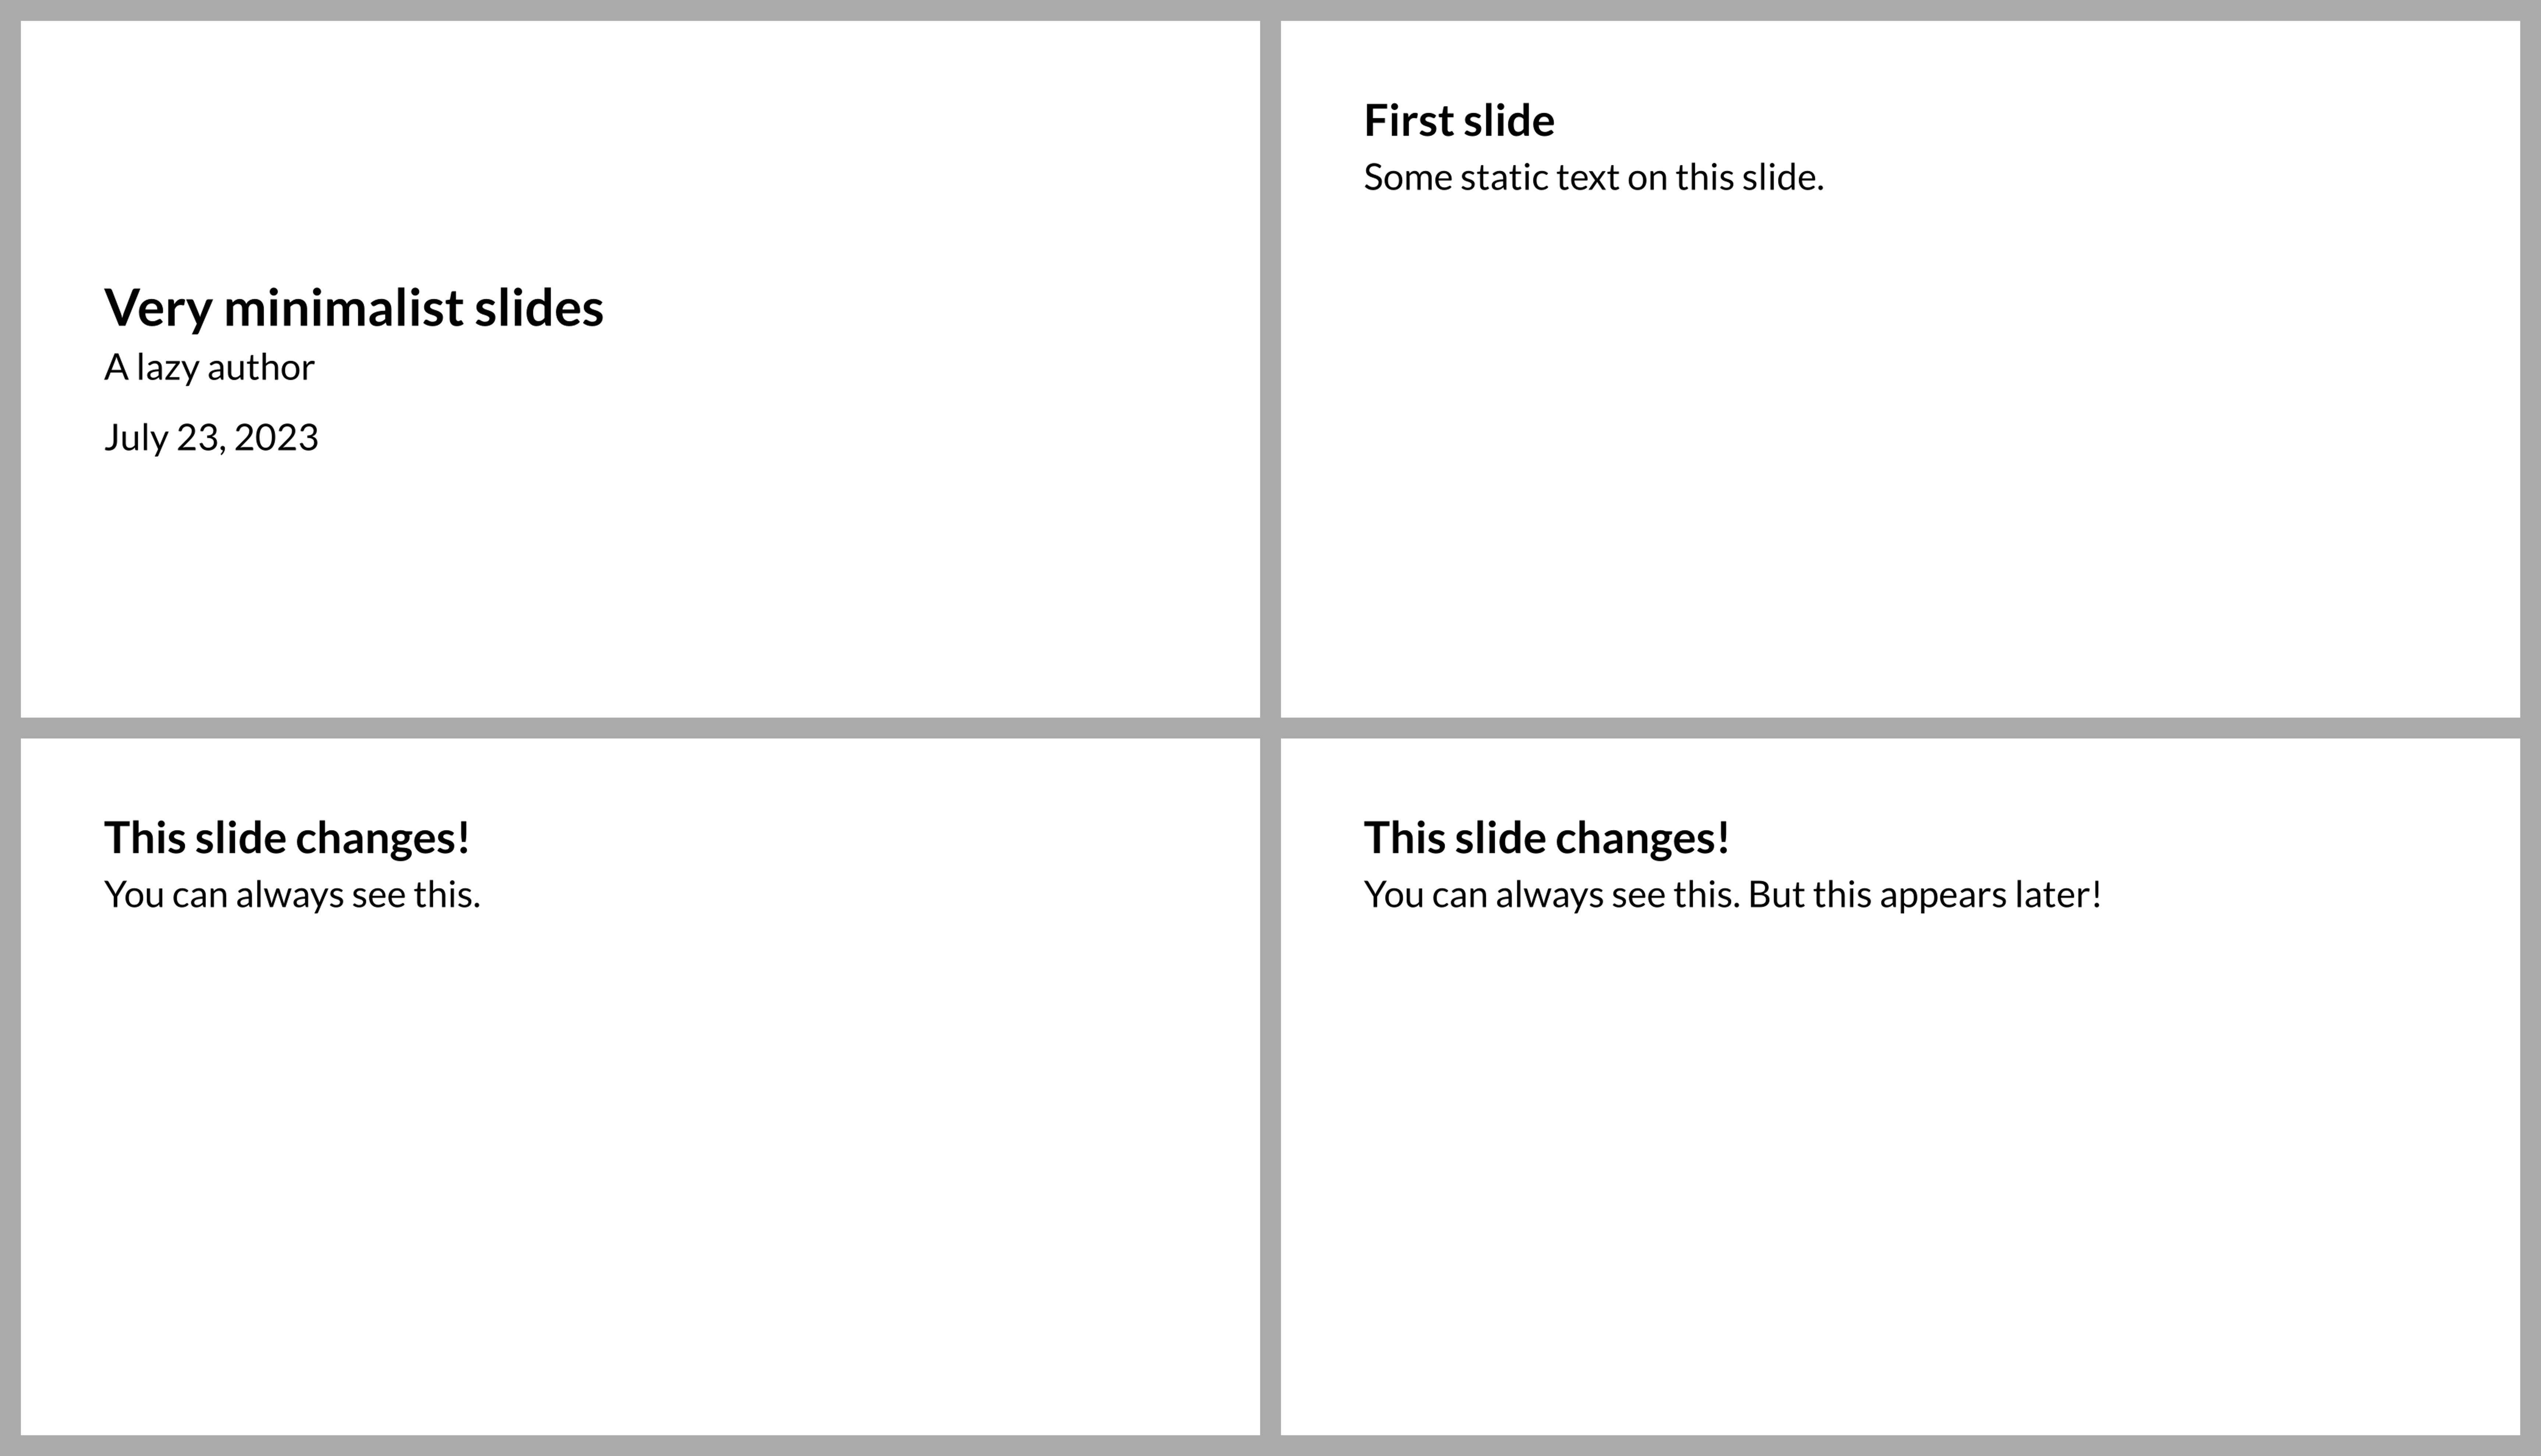 Very minimalist slides
A lazy author
July 23, 2023
First slide
Some static text on this slide.
This slide changes!
You can always see this.
This slide changes!
You can always see this. But this appears later!